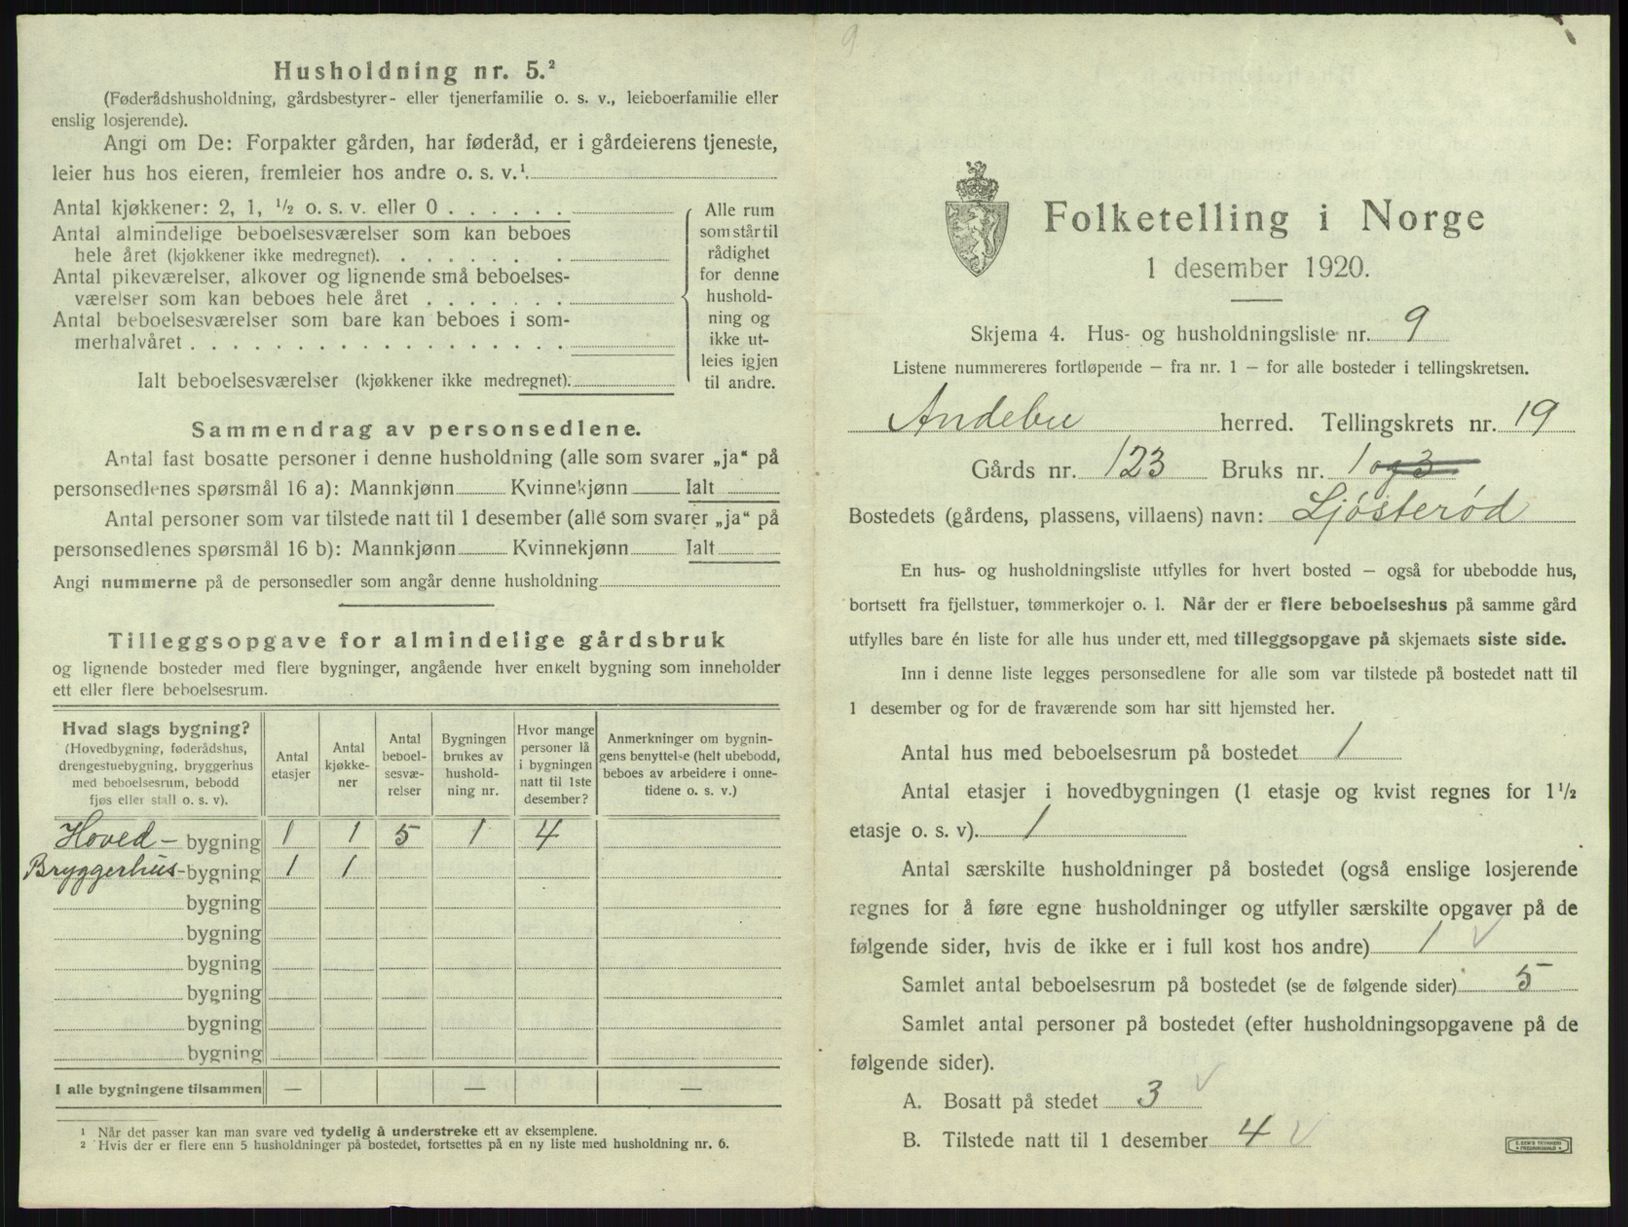 Husholdning nr. 5.²
(Føderådshusholdning, gårdsbestyrer- eller tjenerfamilie o. s. v., leieboerfamilie eller
enslig losjerende).
Angi om De: Forpakter gården, har føderåd, er i gårdeierens tjeneste,
leier hus hos eieren, fremleier hos andre o. s. v.¹
Antal kjøkkener: 2, 1, ½ o. s. v. eller 0 . . . . . .
Antal almindelige beboelsesværelser som kan beboes
hele året (kjøkkener ikke medregnet). . . . . . . .
Antal pikeværelser, alkover og lignende små beboelses-
værelser som kan beboes hele året . . . . . . .
Antal beboelsesværelser som bare kan beboes i som-
merhalvåret . . . . . . . . . . . . . . . . . .
Ialt beboelsesværelser (kjøkkener ikke medregnet).
Alle rum
som står til
rådighet
for denne
hushold-
ning og
ikke ut-
leies igjen
til andre.
Sammendrag av personsedlene.
Antal fast bosatte personer i denne husholdning (alle som svarer „ja“ på
personsedlenes spørsmål 16 a): Mannkjønn Kvinnekjønn Ialt
Antal personer som var tilstede natt til 1 desember (alle som svarer „ja“ på
personsedlenes spørsmål 16 b): Mannkjønn Kvinnekjønn Ialt
Angi nummerne på de personsedler som angår denne husholdning
Tilleggsopgave for almindelige gårdsbruk
og lignende bosteder med flere bygninger, angående hver enkelt bygning som inneholder
ett eller flere beboelsesrum.
Hvad slags bygning?
(Hovedbygning, føderådshus,
drengestuebygning, bryggerhus
med beboelsesrum, bebodd
fjøs eller stall o. s. v).
Antal
etasjer
Antal
kjøkke-
ner
Antal
beboel-
sesvæ-
relser
Bygningen
brukes av
hushold-
ning nr.
Hvor mange
personer lå
i bygningen
natt til 1ste
desember?
Anmerkninger om bygnin-
gens benyttelse (helt ubebodd,
beboes av arbeidere i onne-
tidene o. s. v.)
Hoved- bygning 1 1 5 1 4
Bryggerhus- bygning 1 1
bygning
bygning
bygning
bygning
bygning
bygning
I alle bygningene tilsammen — — —
¹ Når det passer kan man svare ved tydelig å understreke ett av eksemplene.
² Hvis der er flere enn 5 husholdninger på bostedet, fortsettes på en ny liste med husholdning nr. 6.
9
Folketelling i Norge
1 desember 1920.
Skjema 4. Hus- og husholdningsliste nr. 9
Listene nummereres fortløpende — fra nr. 1 — for alle bosteder i tellingskretsen.
Andebu herred. Tellingskrets nr. 19
Gårds nr. 123 Bruks nr. 1 og 3
Bostedets (gårdens, plassens, villaens) navn: Ljøsterød
En hus- og husholdningsliste utfylles for hvert bosted — også for ubebodde hus,
bortsett fra fjellstuer, tømmerkojer o. l. Når der er flere beboelseshus på samme gård
utfylles bare én liste for alle hus under ett, med tilleggsopgave på skjemaets siste side.
Inn i denne liste legges personsedlene for alle som var tilstede på bostedet natt til
1 desember og for de fraværende som har sitt hjemsted her.
Antal hus med beboelsesrum på bostedet 1
Antal etasjer i hovedbygningen (1 etasje og kvist regnes for 1½
etasje o. s. v). 1
Antal særskilte husholdninger på bostedet (også enslige losjerende
regnes for å føre egne husholdninger og utfyller særskilte opgaver på de
følgende sider, hvis de ikke er i full kost hos andre) 1 ✓
Samlet antal beboelsesrum på bostedet (se de følgende sider) 5
Samlet antal personer på bostedet (efter husholdningsopgavene på de
følgende sider).
A. Bosatt på stedet 3 ✓
B. Tilstede natt til 1 desember 4 ✓